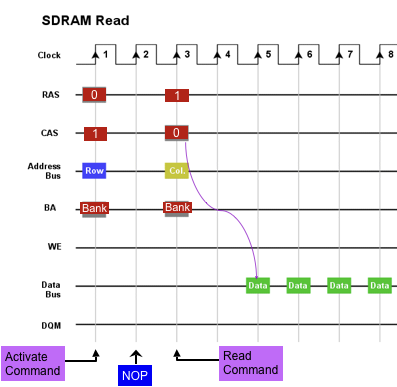 SDRAM Read
Clock 1 2 3 4 5 6 7 8
RAS 0 1
CAS 1 0
Address
Bus
Row Col.
BA Bank Bank
WE
Data
Bus
Data Data Data Data
DQM
Activate
Command
NOP
Read
Command